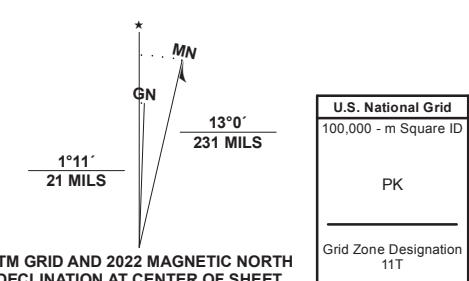 ★
MN
GN
13°0´
231 MILS
1°11´
21 MILS
TM GRID AND 2022 MAGNETIC NORTH
DECLINATION AT CENTER OF SHEET
U.S. National Grid
100,000 - m Square ID
PK
Grid Zone Designation
11T